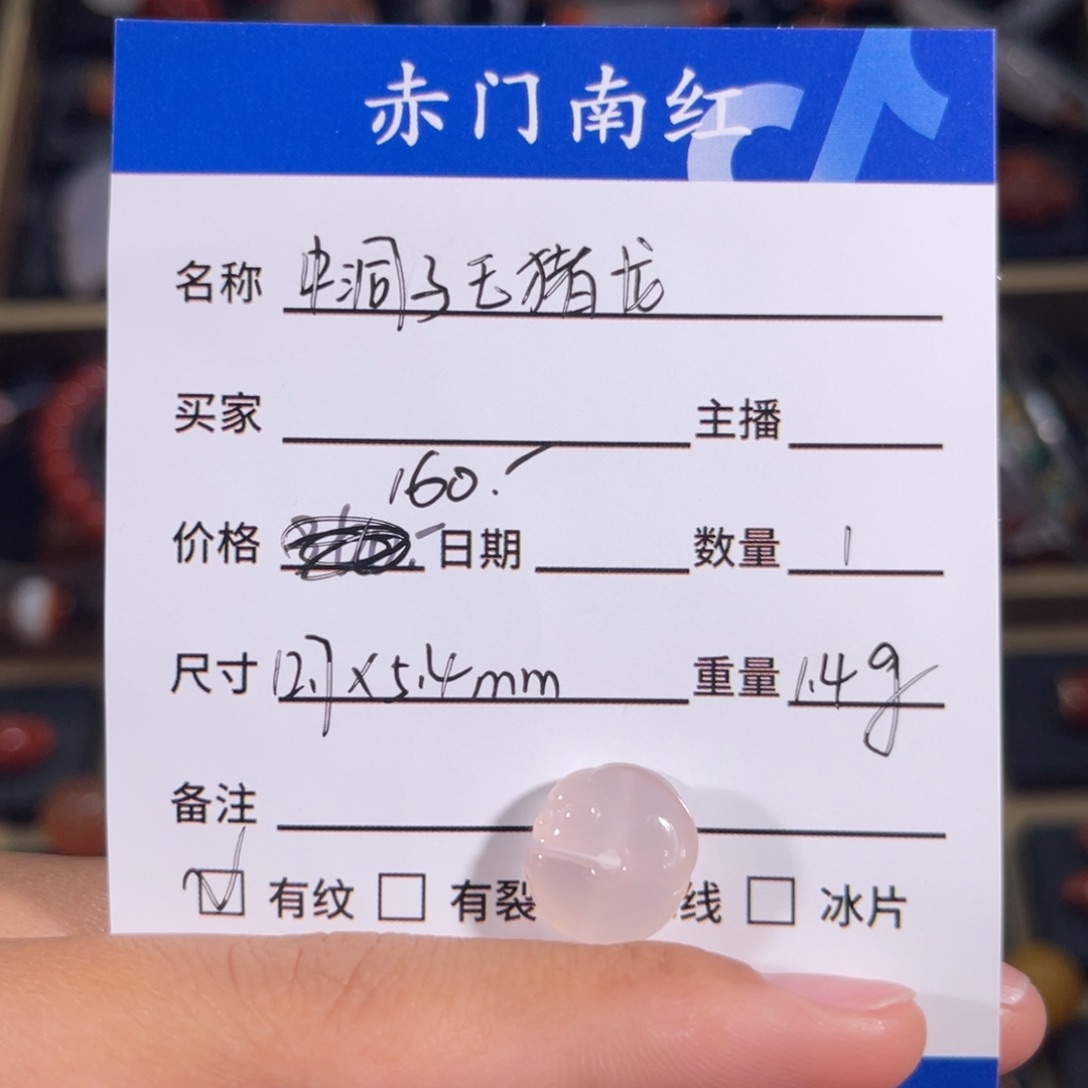 赤门南红
名称 中洞子玉猪龙
买家 主播
160.
价格 日期 数量 1
尺寸 12.7×5.4mm 重量 1.4g
备注
有纹 有裂 线 冰片